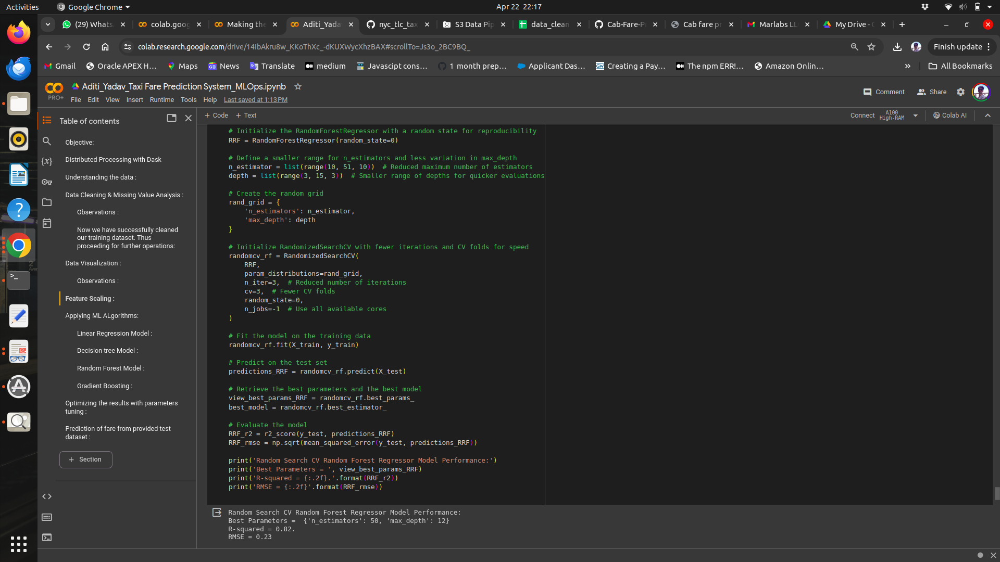 Activities
Google Chrome
Apr 22 22:17
(29) Whats
colab.goog
Making the
Aditi_Yada
nyc_tlc_tax
S3 Data Pip
data_clean
Cab-Fare-P
Cab fare pr
Marlabs LL
My Drive - G
colab.research.google.com/drive/14IbAkru8w_KKoThXc_-dKUXWycXhzBAX#scrollTo=Js3o_2BC9BQ_
Finish update
Gmail
Oracle APEX H...
Maps
News
Translate
medium
Javascipt cons...
1 month prep...
Applicant Das...
Creating a Pay...
The npm ERR!...
Amazon Onlin...
All Bookmarks
PRO+
Aditi_Yadav_Taxi Fare Prediction System_MLOps.ipynb
File Edit View Insert Runtime Tools Help Last saved at 1:13 PM
Comment
Share
Table of contents
+ Code + Text
Connect
A100
High-RAM
Colab AI
Objective:
Distributed Processing with Dask
Understanding the data :
Data Cleaning & Missing Value Analysis :
Observations :
Now we have successfully cleaned
our training dataset. Thus
proceeding for further operations:
Data Visualization :
Observations :
Feature Scaling :
Applying ML ALgorithms:
Linear Regression Model :
Decision tree Model :
Random Forest Model :
Gradient Boosting :
Optimizing the results with parameters
tuning :
Prediction of fare from provided test
dataset :
+ Section
# Initialize the RandomForestRegressor with a random state for reproducibility
RRF = RandomForestRegressor(random_state=0)
# Define a smaller range for n_estimators and less variation in max_depth
n_estimator = list(range(10, 51, 10))  # Reduced maximum number of estimators
depth = list(range(3, 15, 3))  # Smaller range of depths for quicker evaluations
# Create the random grid
rand_grid = {
    'n_estimators': n_estimator,
    'max_depth': depth
}
# Initialize RandomizedSearchCV with fewer iterations and CV folds for speed
randomcv_rf = RandomizedSearchCV(
    RRF,
    param_distributions=rand_grid,
    n_iter=3,  # Reduced number of iterations
    cv=3,  # Fewer CV folds
    random_state=0,
    n_jobs=-1  # Use all available cores
)
# Fit the model on the training data
randomcv_rf.fit(X_train, y_train)
# Predict on the test set
predictions_RRF = randomcv_rf.predict(X_test)
# Retrieve the best parameters and the best model
view_best_params_RRF = randomcv_rf.best_params_
best_model = randomcv_rf.best_estimator_
# Evaluate the model
RRF_r2 = r2_score(y_test, predictions_RRF)
RRF_rmse = np.sqrt(mean_squared_error(y_test, predictions_RRF))
print('Random Search CV Random Forest Regressor Model Performance:')
print('Best Parameters = ', view_best_params_RRF)
print('R-squared = {:.2f}.'.format(RRF_r2))
print('RMSE = {:.2f}'.format(RRF_rmse))
Random Search CV Random Forest Regressor Model Performance:
Best Parameters =  {'n_estimators': 50, 'max_depth': 12}
R-squared = 0.82.
RMSE = 0.23